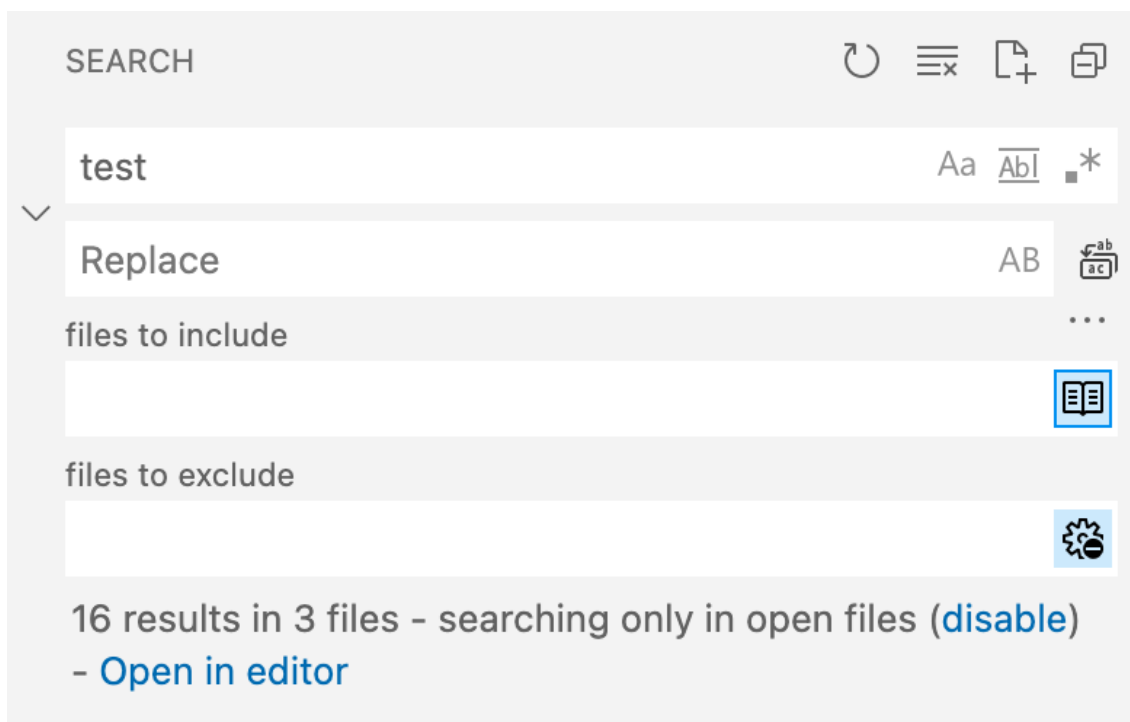 SEARCH
test Aa Abl .*
Replace AB ab ac
...
files to include
files to exclude
16 results in 3 files - searching only in open files (disable)
- Open in editor